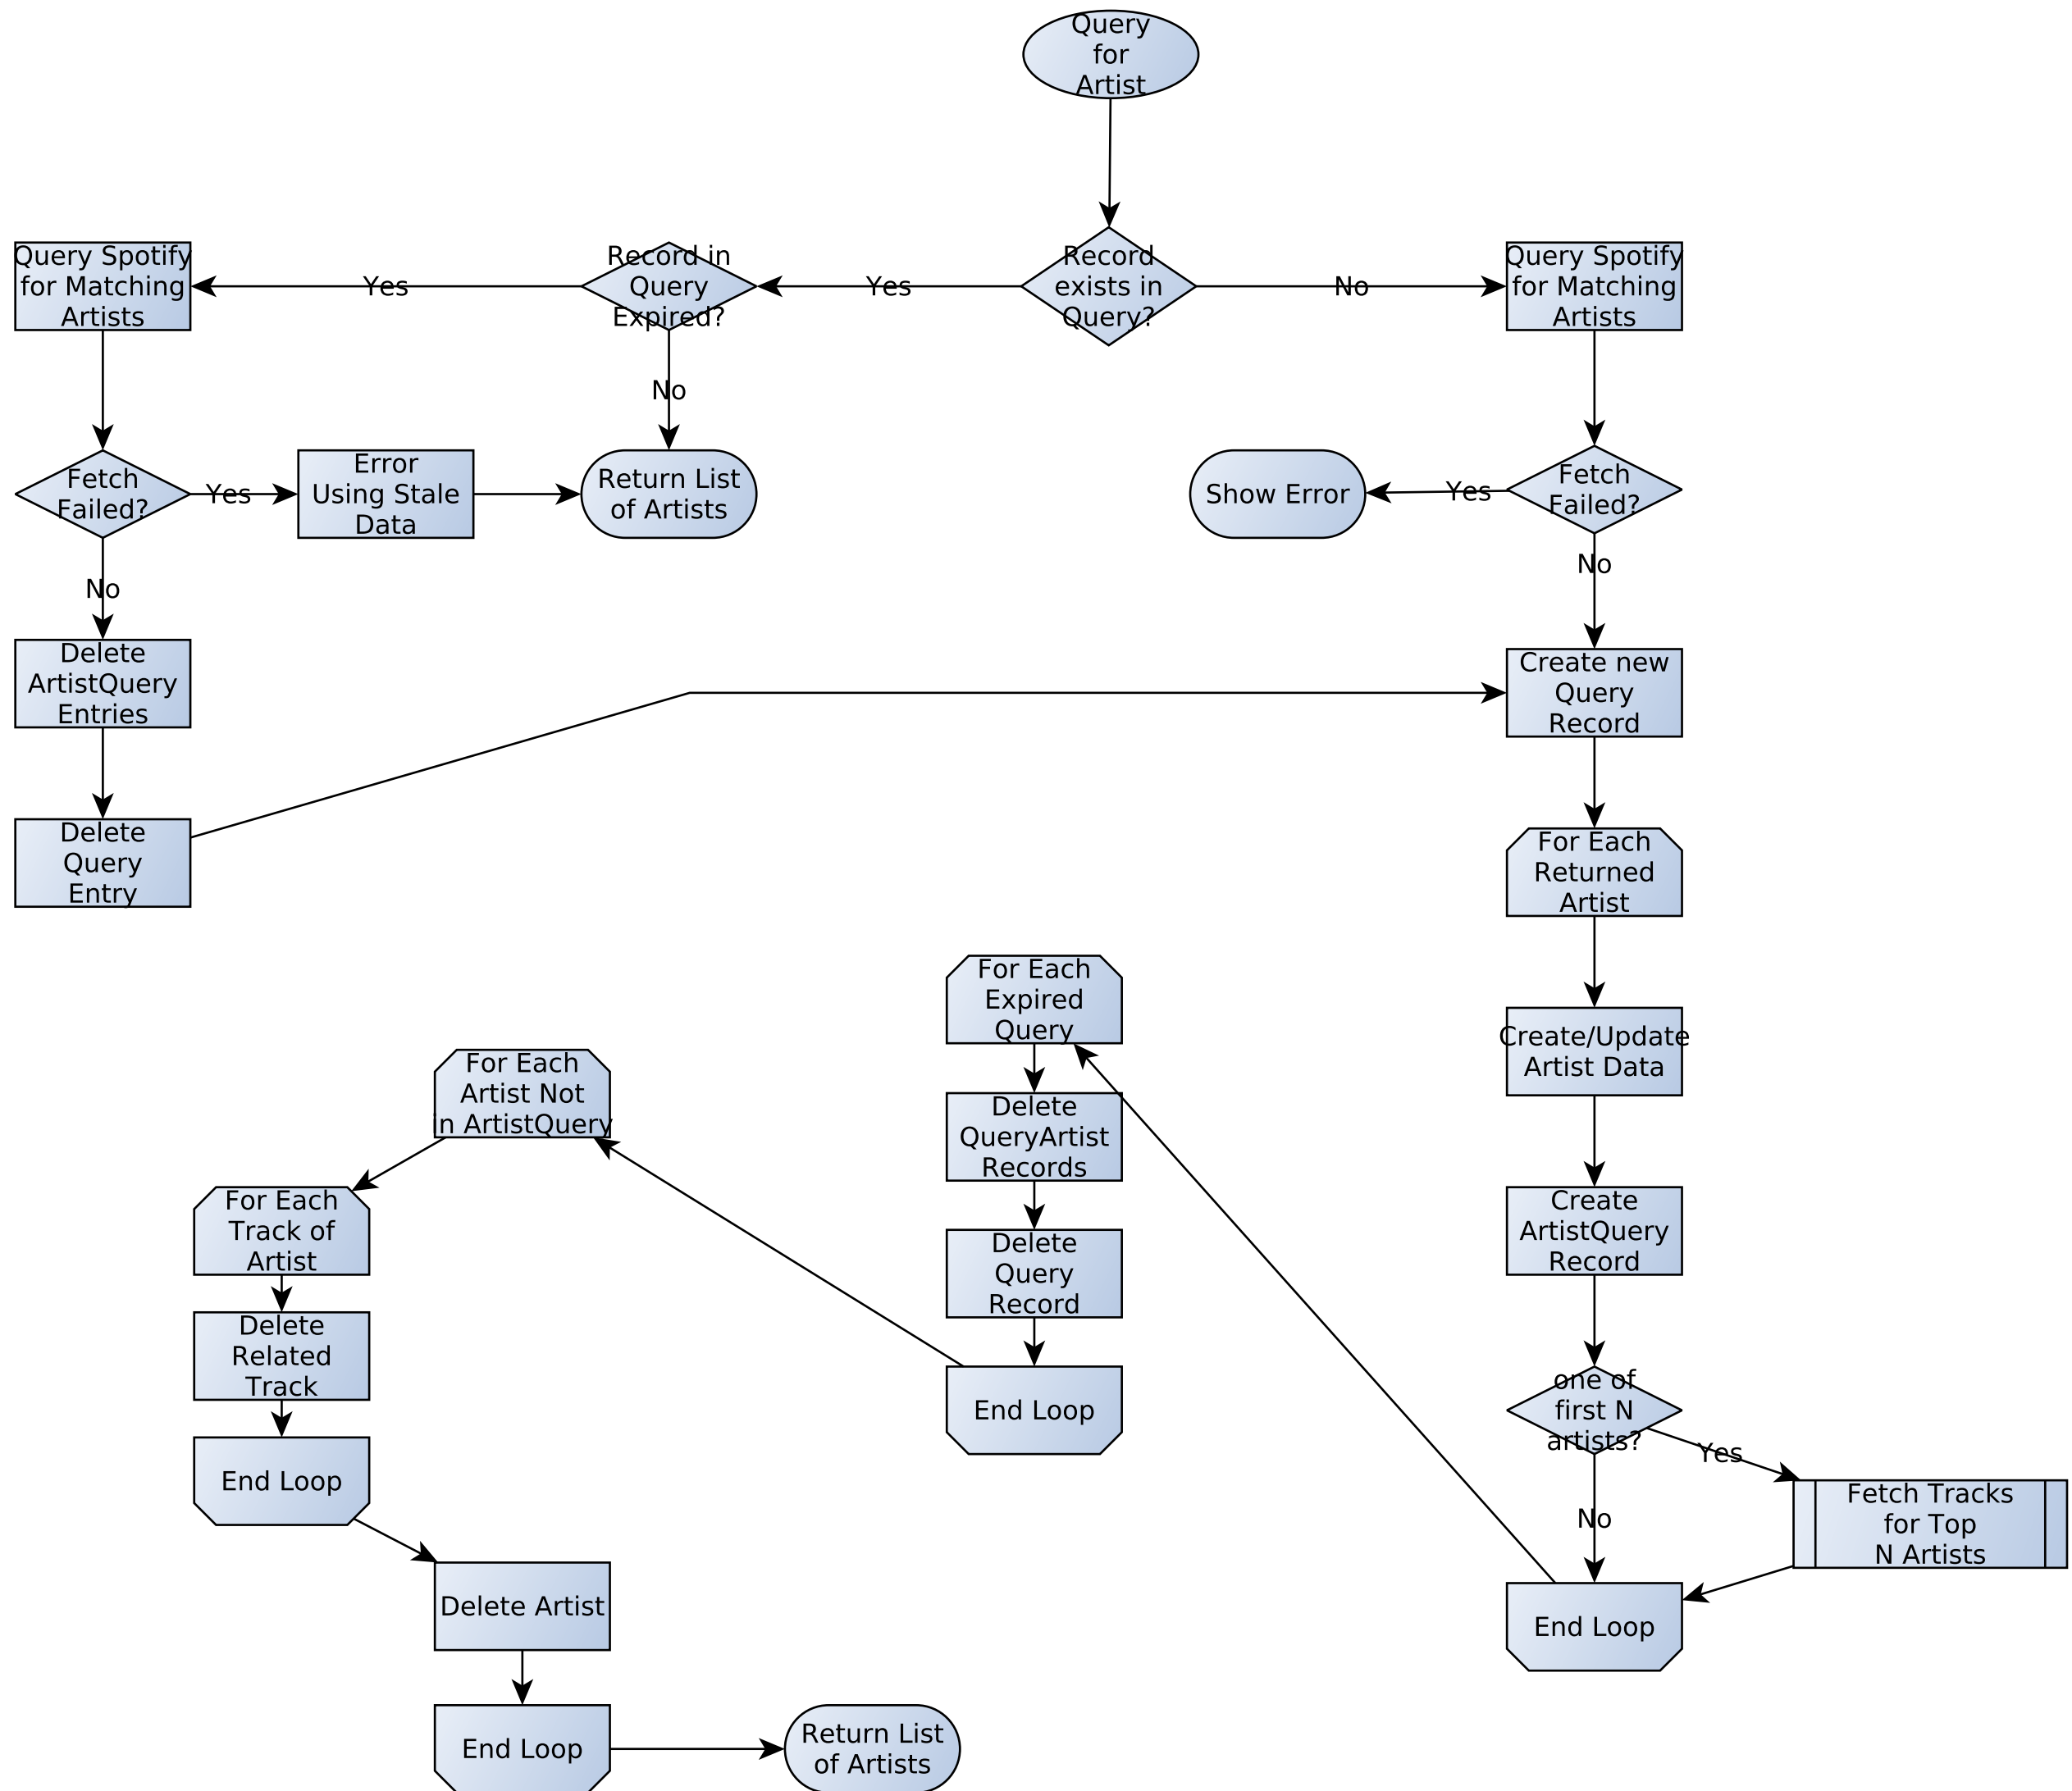 Query
for
Artist
Query Spotify
for Matching
Artists
Yes
Record in
Query
Expired?
Yes
Record
exists in
Query?
No
Query Spotify
for Matching
Artists
No
Fetch
Failed?
Yes
Error
Using Stale
Data
Return List
of Artists
Show Error
Yes
Fetch
Failed?
No
No
Delete
ArtistQuery
Entries
Create new
Query
Record
Delete
Query
Entry
For Each
Returned
Artist
For Each
Expired
Query
Create/Update
Artist Data
For Each
Artist Not
in ArtistQuery
Delete
QueryArtist
Records
For Each
Track of
Artist
Delete
Query
Record
Create
ArtistQuery
Record
Delete
Related
Track
End Loop
one of
first N
artists?
Yes
End Loop
No
Fetch Tracks
for Top
N Artists
Delete Artist
End Loop
End Loop
Return List
of Artists